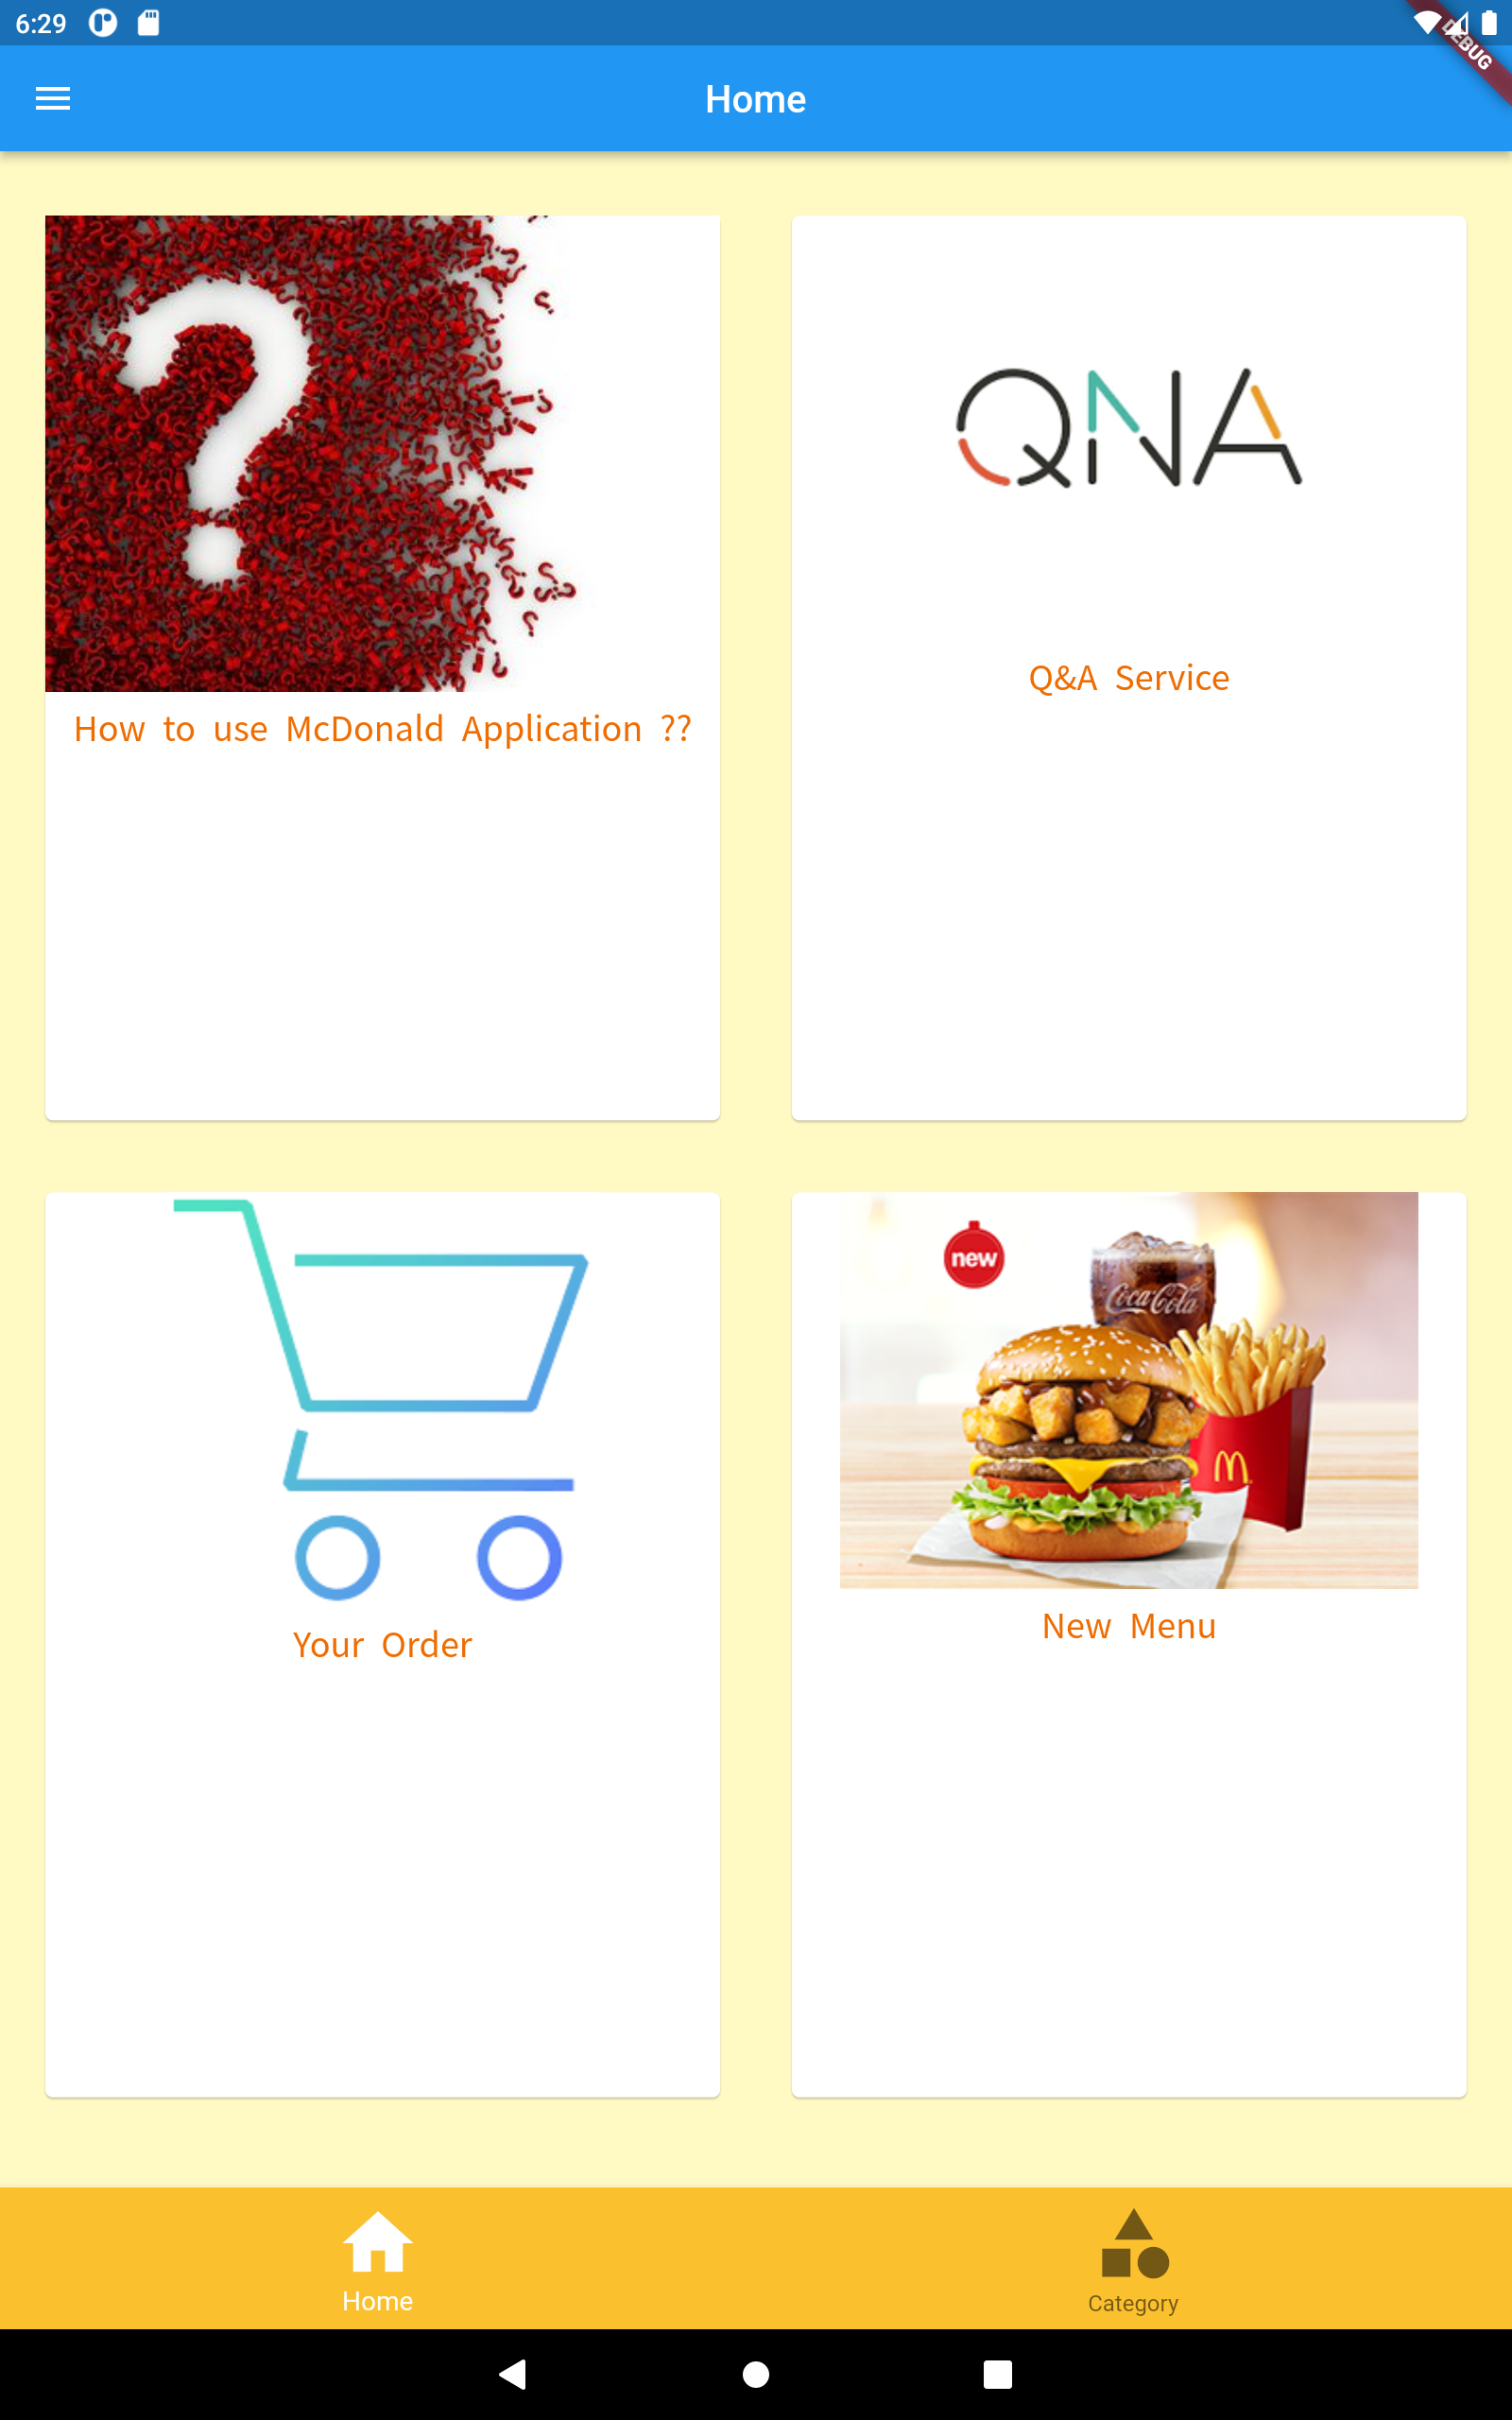 6:29
DEBUG
Home
QNA
How to use McDonald Application ??
Q&A Service
new
Coca-Cola
Your Order
New Menu
Home
Category